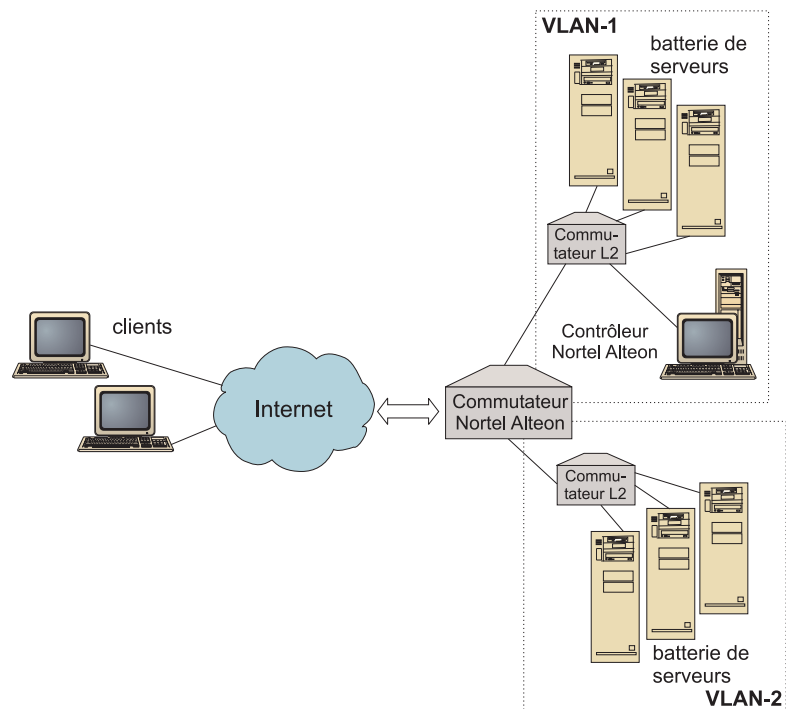 VLAN-1
batterie de
serveurs
Commu-
tateur L2
clients
Contrôleur
Nortel Alteon
Internet
Commutateur
Nortel Alteon
Commu-
tateur L2
batterie de
serveurs
VLAN-2